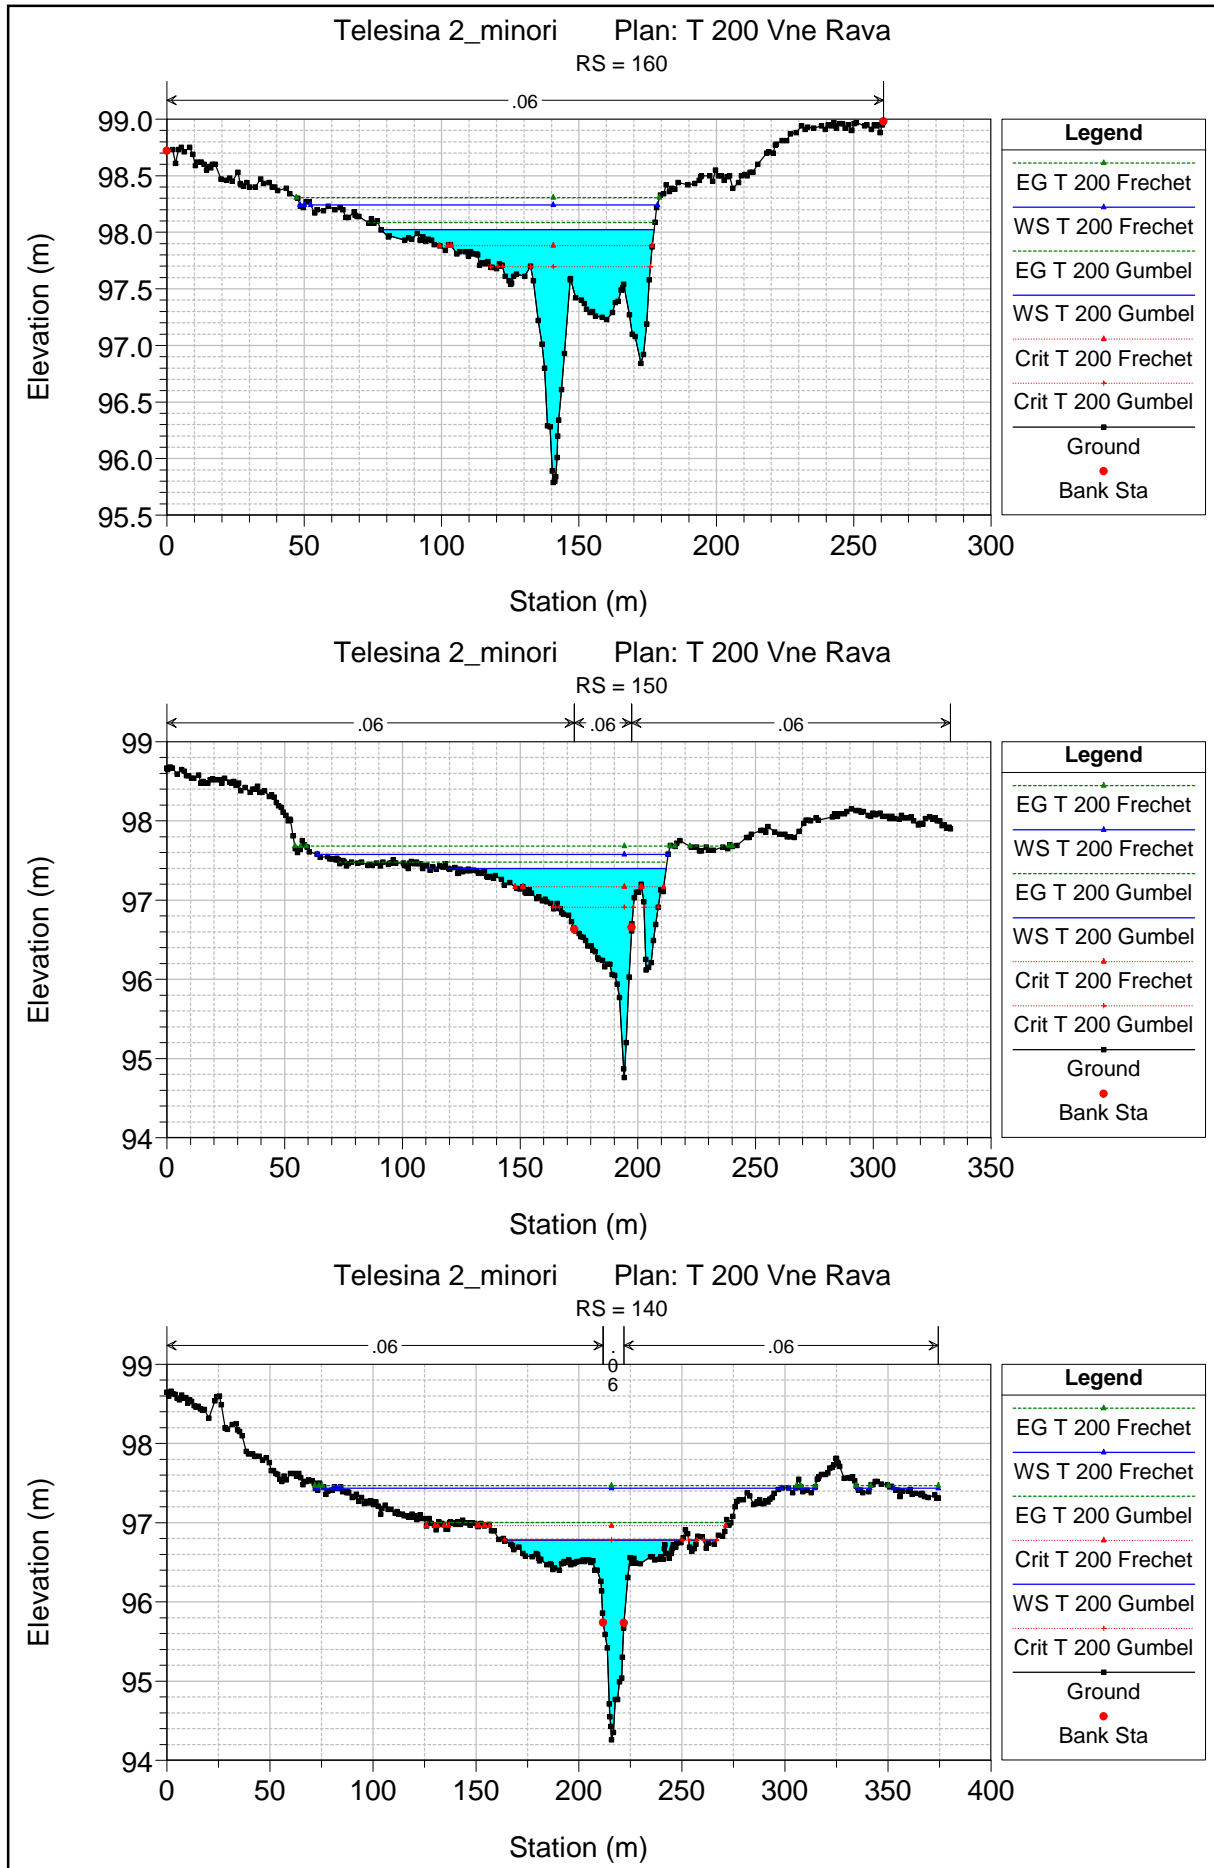 Telesina 2_minori Plan: T 200 Vne Rava
RS = 160
.06
Legend
EG T 200 Frechet
WS T 200 Frechet
EG T 200 Gumbel
WS T 200 Gumbel
Crit T 200 Frechet
Crit T 200 Gumbel
Ground
Bank Sta
99.0
98.5
98.0
97.5
97.0
96.5
96.0
95.5
Elevation (m)
0 50 100 150 200 250 300
Station (m)
Telesina 2_minori Plan: T 200 Vne Rava
RS = 150
.06 .06 .06
Legend
EG T 200 Frechet
WS T 200 Frechet
EG T 200 Gumbel
WS T 200 Gumbel
Crit T 200 Frechet
Crit T 200 Gumbel
Ground
Bank Sta
99
98
97
96
95
94
Elevation (m)
0 50 100 150 200 250 300 350
Station (m)
Telesina 2_minori Plan: T 200 Vne Rava
RS = 140
.06 .06 .06
Legend
EG T 200 Frechet
WS T 200 Frechet
EG T 200 Gumbel
Crit T 200 Frechet
WS T 200 Gumbel
Crit T 200 Gumbel
Ground
Bank Sta
99
98
97
96
95
94
Elevation (m)
0 50 100 150 200 250 300 350 400
Station (m)